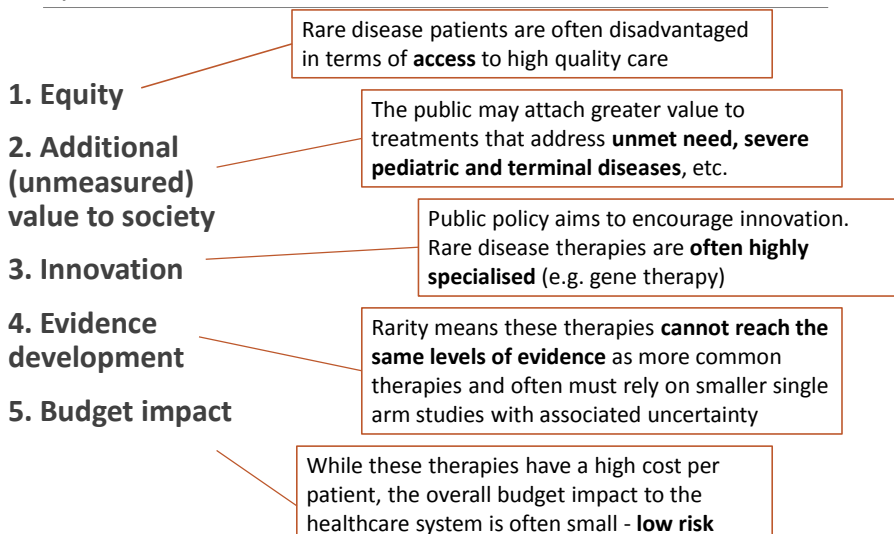 Rare disease patients are often disadvantaged
in terms of access to high quality care
1. Equity
The public may attach greater value to
treatments that address unmet need, severe
pediatric and terminal diseases, etc.
2. Additional
(unmeasured)
value to society
Public policy aims to encourage innovation.
Rare disease therapies are often highly
specialised (e.g. gene therapy)
3. Innovation
4. Evidence
development
Rarity means these therapies cannot reach the
same levels of evidence as more common
therapies and often must rely on smaller single
arm studies with associated uncertainty
5. Budget impact
While these therapies have a high cost per
patient, the overall budget impact to the
healthcare system is often small - low risk